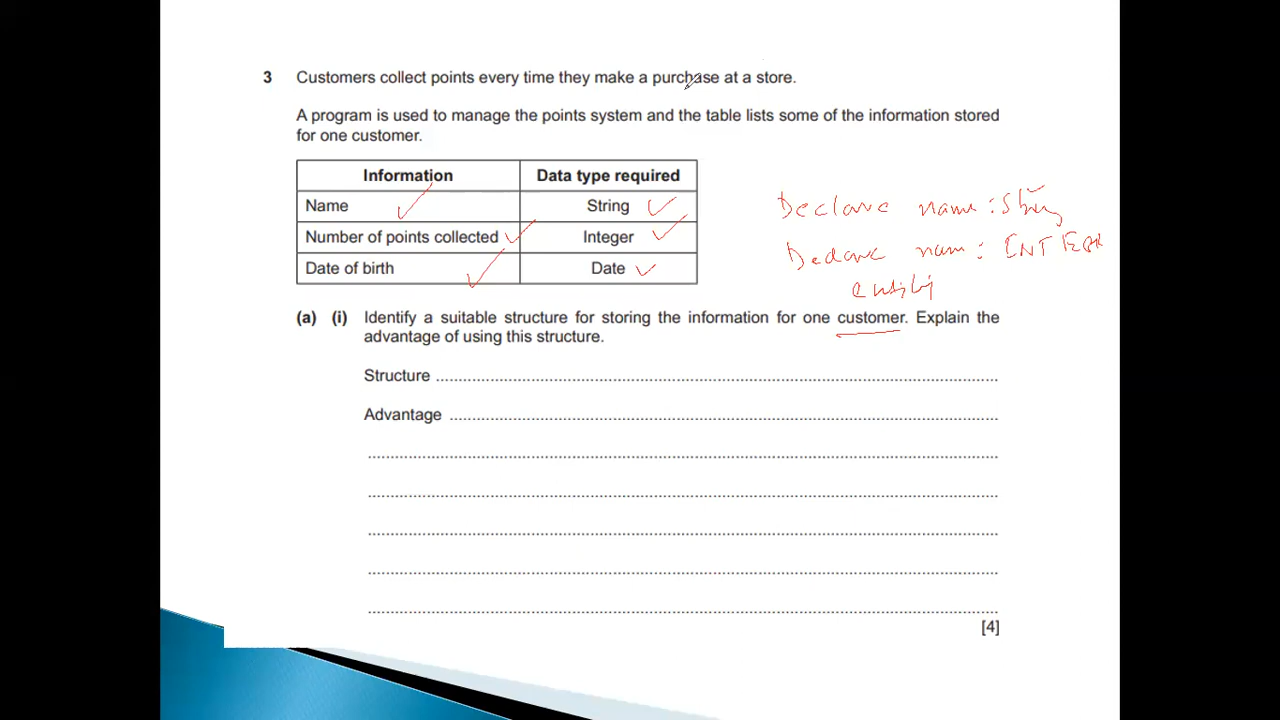 3 Customers collect points every time they make a purchase at a store.
A program is used to manage the points system and the table lists some of the information stored
for one customer.
Information Data type required
Name String
Number of points collected Integer
Date of birth Date
Declare name : String
Declare name : INTEGER
entity
(a) (i) Identify a suitable structure for storing the information for one customer. Explain the
advantage of using this structure.
Structure ..........
Advantage ..........
[4]